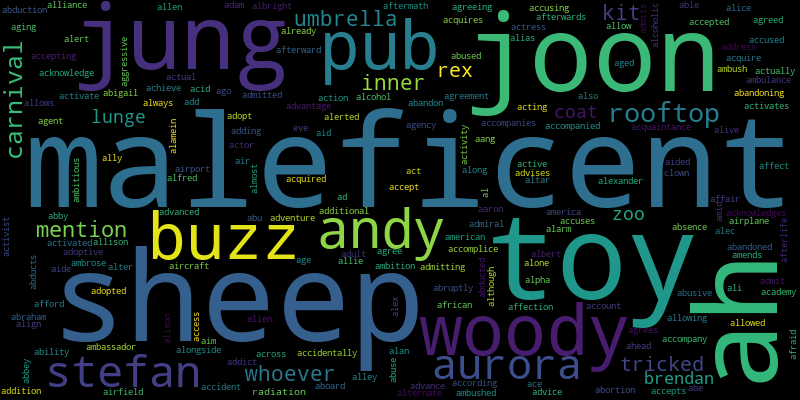 abduction alliance allen adam albright aftermath agreeing accusing able alice
aging already umbrella acquires actress afterwards kit accepted agreed
jung pub joon
carnival alert aggressive afterward alias allow admits alcoholic accused
accepting actual inner rex abused aged address acquire actually
acknowledge achieve acid ago admitted action alcohol abandon agreement also ambush ambulance
activate abigail always add adopt advantage acting coat rooftop abandoning
allows agent lunge alamein adding eve aid alerted agency activity accompanies accompanied acquaintance alive activates
maleficent
ambitious ally alfred actor airport air almost act along aang active advises altar alexander aided clown affect
acquired accept ad al
activist abby mention advanced abu adventure additional andy aaron admiral america accuses zoo affair amid acknowledges airplane
activated allison buzz american accomplice alarm toy absence alec abandoned afterlife
adoptive adult agree albert amends
abducts aide ambrose alter aircraft age allie ambition admitting alone ali admit academy
sheep abruptly abducted although alpha abusive ah
afford adopted african affection account allowing allowed
abraham align alison access alien alex woody agrees accompany afraid
ambassador aim accidentally alan ahead
ability alongside across aurora tricked
abbey stefan addict whoever alley abuse brendan
addition airfield accident radiation aboard advance alternate according ambushed ace advice abortion accepts abe